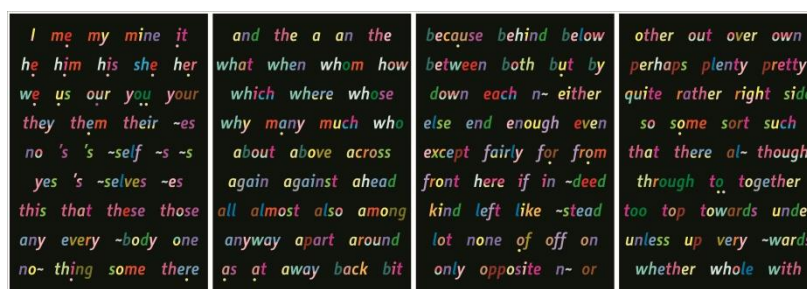 I me my mine it
he him his she her
we us our you your
they them their ~es
no 's 's ~self ~s ~s
yes 's ~selves ~es
this that these those
any every ~body one
no~ thing some there
and the a an the
what when whom how
which where whose
why many much who
about above across
again against ahead
all almost also among
anyway apart around
as at away back bit
because behind below
between both but by
down each n~ either
else end enough even
except fairly for from
front here if in ~deed
kind left like ~stead
lot none of off on
only opposite n~ or
other out over own
perhaps plenty pretty
quite rather right side
so some sort such
that there al~ though
through to together
too top towards unde
unless up very ~wards
whether whole with